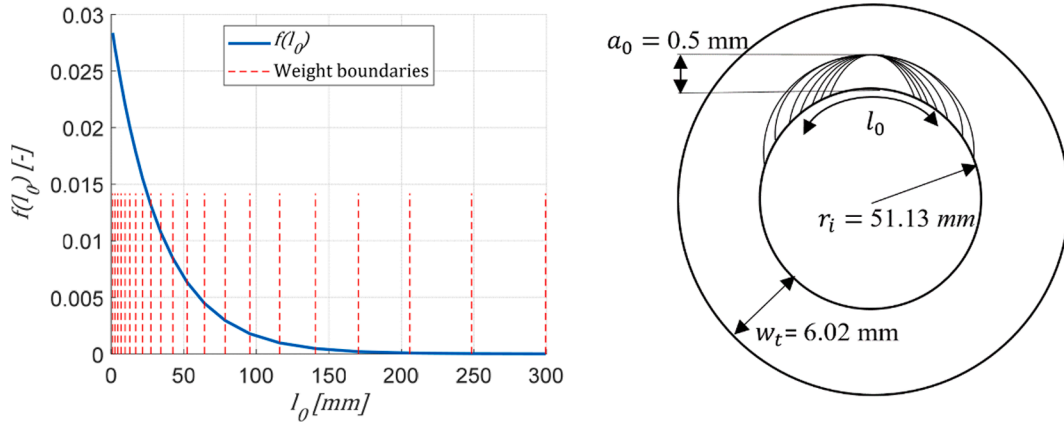 0.03
0.025
0.02
0.015
0.01
0.005
0
f(l₀) [-]
f(l₀)
Weight boundaries
0 50 100 150 200 250 300
l₀ [mm]
a₀ = 0.5 mm
l₀
rᵢ = 51.13 mm
wₜ= 6.02 mm